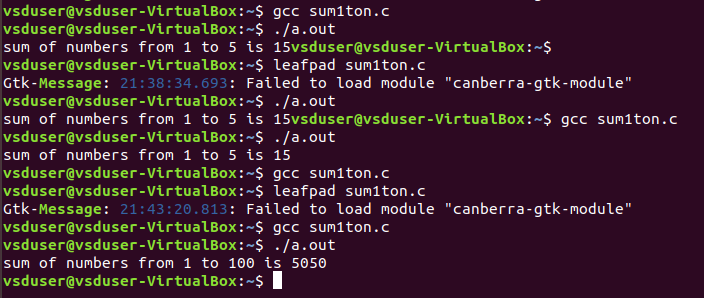 vsduser@vsduser-VirtualBox:~$ gcc sum1ton.c
vsduser@vsduser-VirtualBox:~$ ./a.out
sum of numbers from 1 to 5 is 15vsduser@vsduser-VirtualBox:~$
vsduser@vsduser-VirtualBox:~$ leafpad sum1ton.c
Gtk-Message: 21:38:34.693: Failed to load module "canberra-gtk-module"
vsduser@vsduser-VirtualBox:~$ ./a.out
sum of numbers from 1 to 5 is 15vsduser@vsduser-VirtualBox:~$ gcc sum1ton.c
vsduser@vsduser-VirtualBox:~$ ./a.out
sum of numbers from 1 to 5 is 15
vsduser@vsduser-VirtualBox:~$ gcc sum1ton.c
vsduser@vsduser-VirtualBox:~$ leafpad sum1ton.c
Gtk-Message: 21:43:20.813: Failed to load module "canberra-gtk-module"
vsduser@vsduser-VirtualBox:~$ gcc sum1ton.c
vsduser@vsduser-VirtualBox:~$ ./a.out
sum of numbers from 1 to 100 is 5050
vsduser@vsduser-VirtualBox:~$